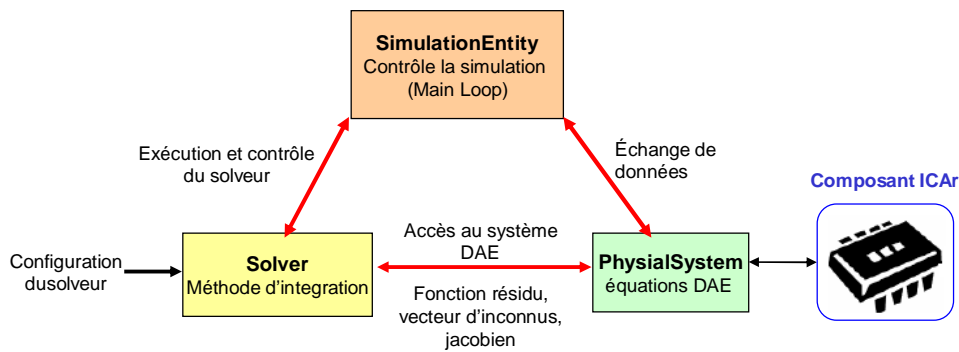 SimulationEntity
Contrôle la simulation
(Main Loop)
Exécution et contrôle
du solveur
Échange de
données
Composant ICAr
Configuration
dusolveur
Solver
Méthode d'integration
Accès au système
DAE
Fonction résidu,
vecteur d'inconnus,
jacobien
PhysialSystem
équations DAE